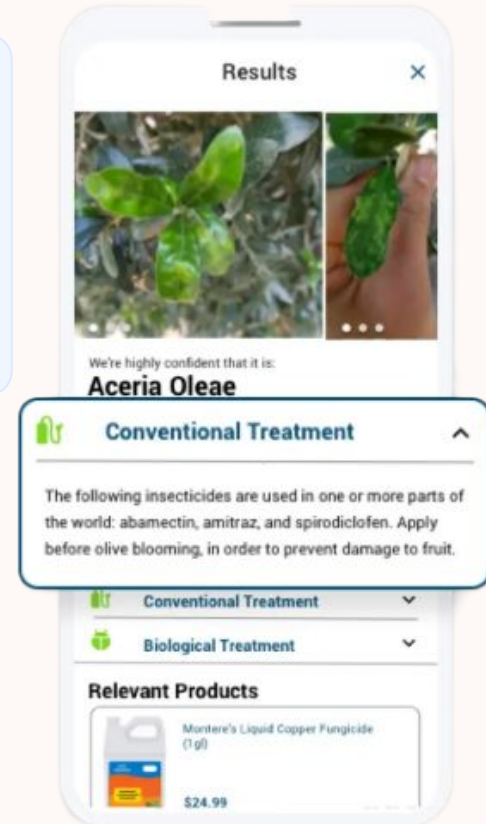 Results
We're highly confident that it is:
Aceria Oleae
Conventional Treatment
The following insecticides are used in one or more parts of
the world: abamectin, amitraz, and spirodiclofen. Apply
before olive blooming, in order to prevent damage to fruit.
Conventional Treatment
Biological Treatment
Relevant Products
Montere's Liquid Copper Fungicide
(1 gl)
$24.99